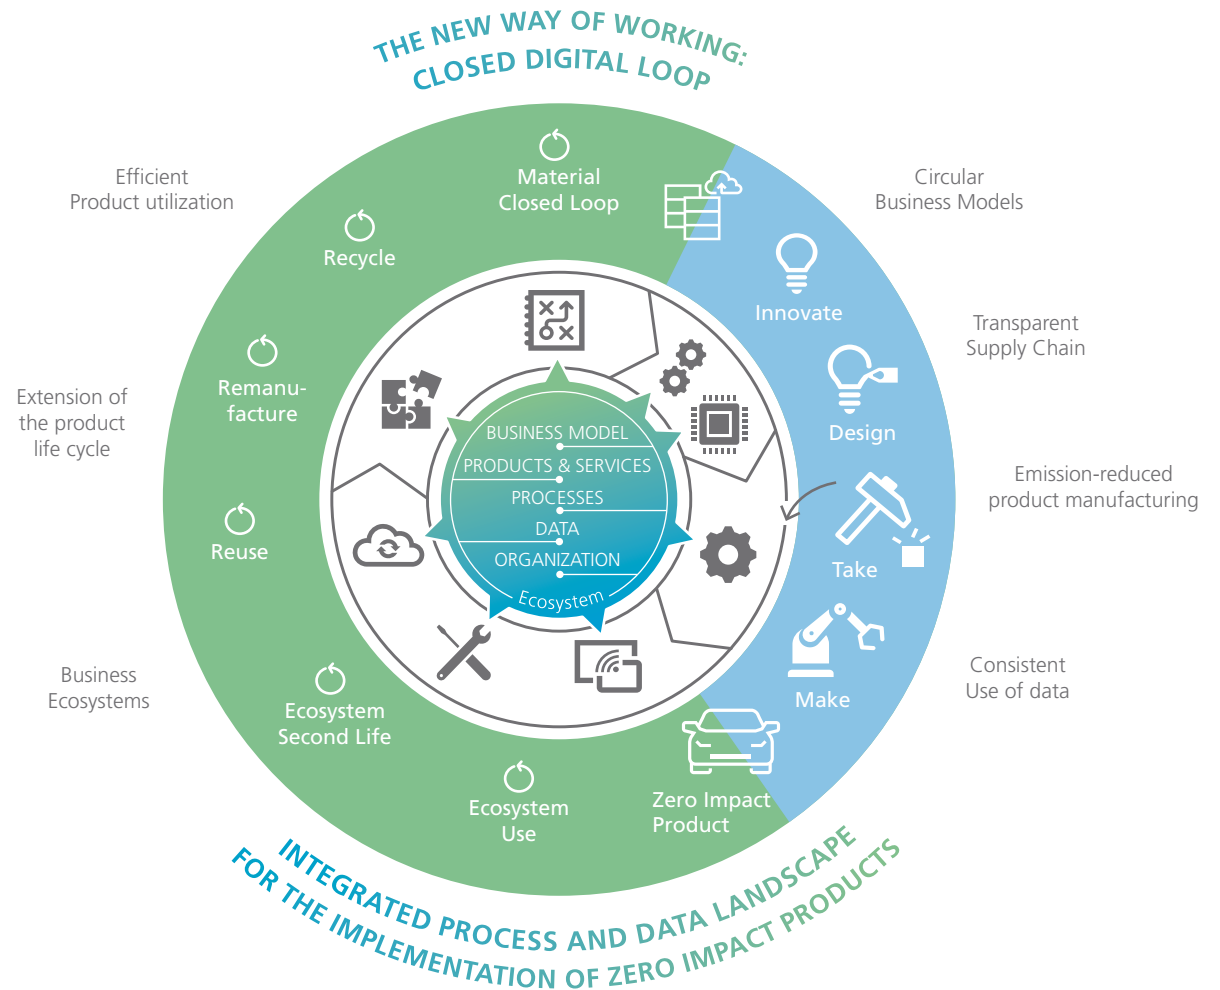 THE NEW WAY OF WORKING:
CLOSED DIGITAL LOOP
Efficient
Product utilization
Extension of
the product
life cycle
Business
Ecosystems
Circular
Business Models
Transparent
Supply Chain
Emission-reduced
product manufacturing
Consistent
Use of data
Material
Closed Loop
Innovate
Design
Take
Make
Zero Impact
Product
Ecosystem
Use
Ecosystem
Second Life
Reuse
Remanu-
facture
Recycle
BUSINESS MODEL
PRODUCTS & SERVICES
PROCESSES
DATA
ORGANIZATION
Ecosystem
INTEGRATED PROCESS AND DATA LANDSCAPE
FOR THE IMPLEMENTATION OF ZERO IMPACT PRODUCTS